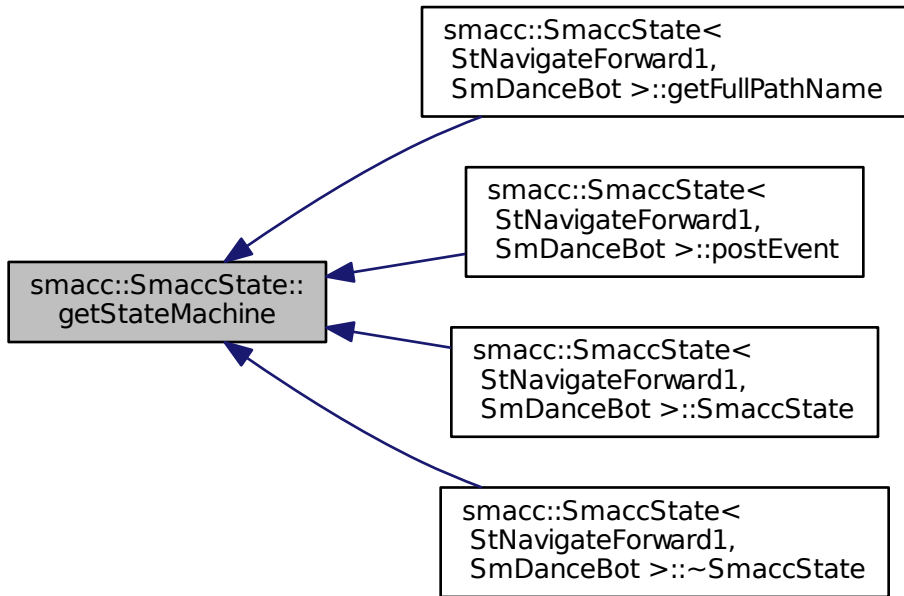 smacc::SmaccState<
StNavigateForward1,
SmDanceBot >::getFullPathName
smacc::SmaccState<
StNavigateForward1,
SmDanceBot >::postEvent
smacc::SmaccState::
getStateMachine
smacc::SmaccState<
StNavigateForward1,
SmDanceBot >::SmaccState
smacc::SmaccState<
StNavigateForward1,
SmDanceBot >::~SmaccState